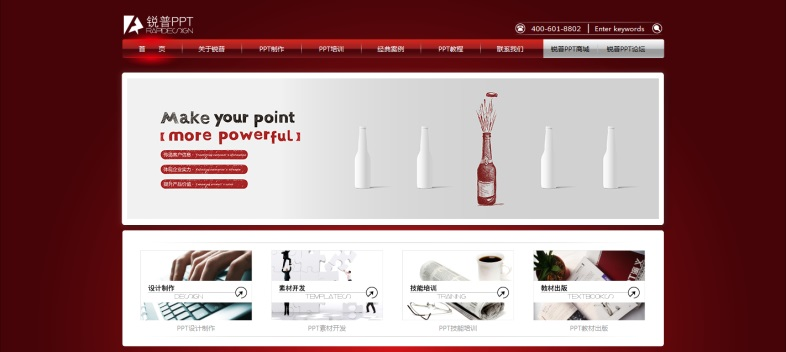 锐普PPT
RAPIDESIGN
400-601-8802
Enter keywords
首 页
关于锐普
PPT制作
PPT培训
经典案例
PPT教程
联系我们
锐普PPT商城
锐普PPT论坛
Make your point
[ more powerful ]
传递商户信息
体现企业实力
提升产品价值
设计制作
DESIGN
素材开发
TEMPLATE(S)
技能培训
TRAINING
教材出版
TEXTBOOK(S)
PPT设计制作
PPT素材开发
PPT技能培训
PPT教材出版